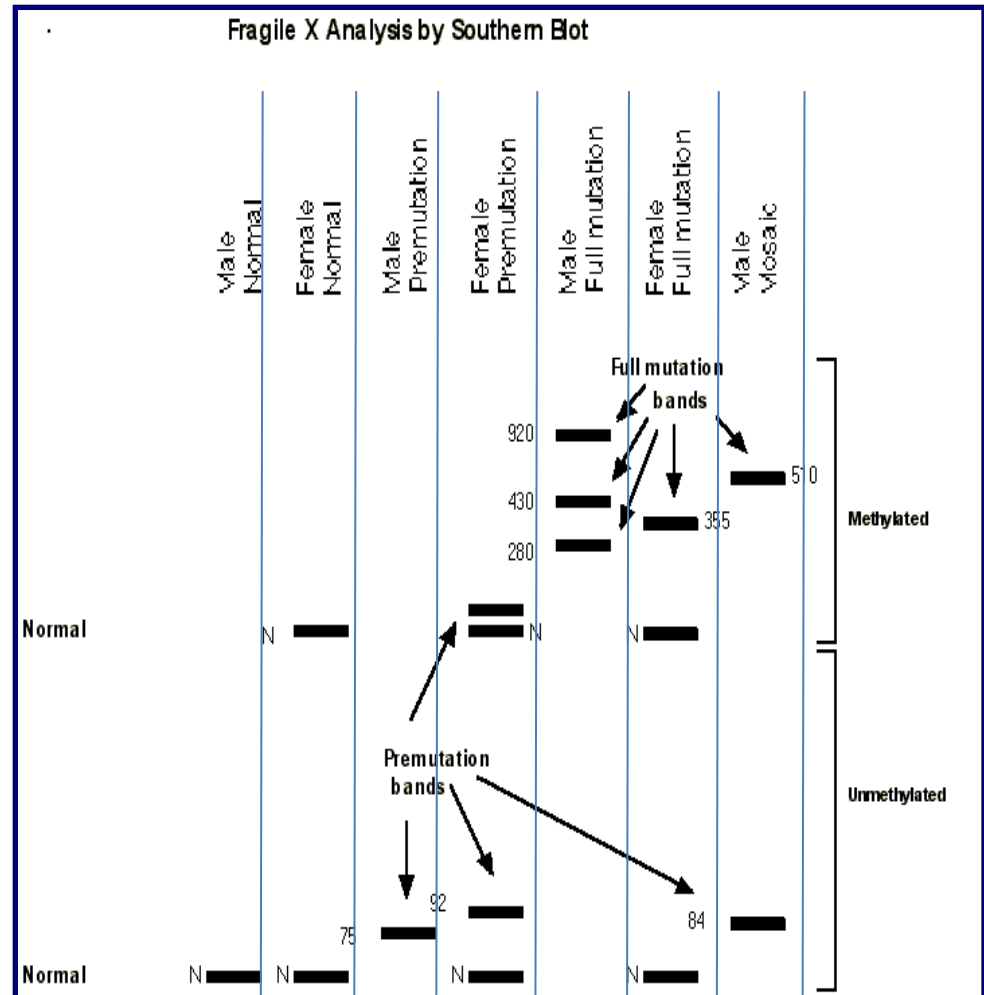 Fragile X Analysis by Southern Blot
Male
Normal
Female
Normal
Male
Premutation
Female
Premutation
Male
Full mutation
Female
Full mutation
Male
Mosaic
Full mutation
bands
920
510
430
355
280
Methylated
Normal
N
N
N
Premutation
bands
Unmethylated
92
84
75
Normal
N
N
N
N